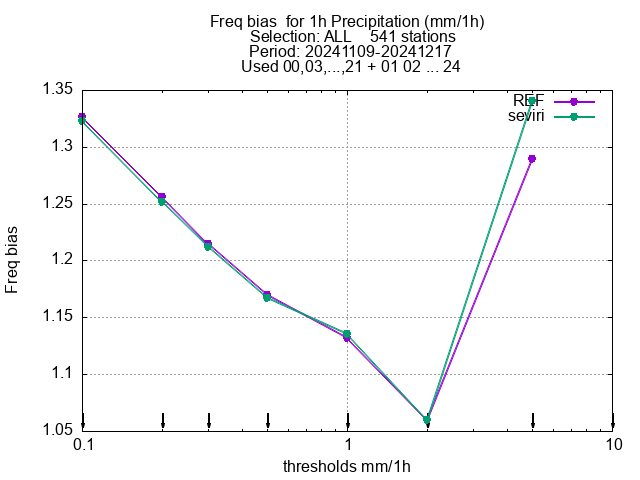 Freq bias  for 1h Precipitation (mm/1h)
Selection: ALL    541 stations
Period: 20241109-20241217
Used 00,03,...,21 + 01 02 ... 24
REF
seviri
1.35
1.3
1.25
1.2
1.15
1.1
1.05
Freq bias
0.1
1
10
thresholds mm/1h